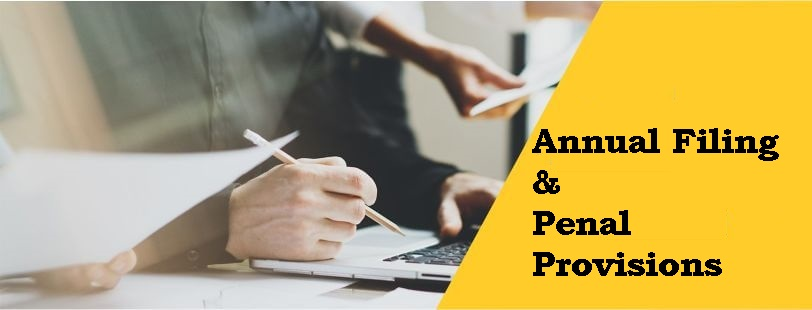 Annual Filing
&
Penal
Provisions